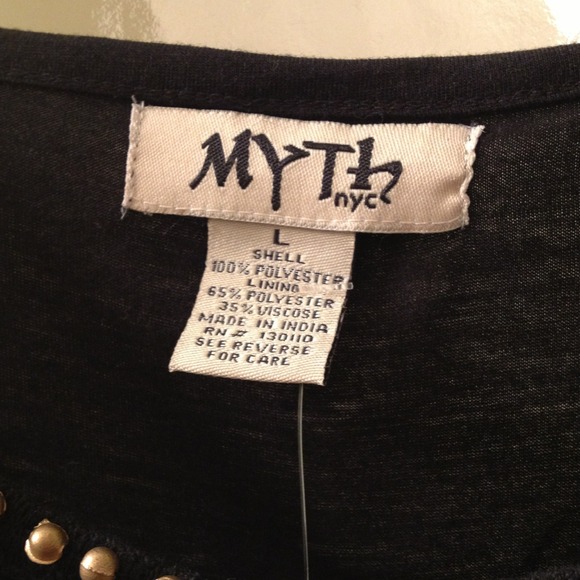 MYTh
nyc
L
SHELL
100% POLYESTER
LINING
65% POLYESTER
35% VISCOSE
MADE IN INDIA
RN # 130110
SEE REVERSE
FOR CARE